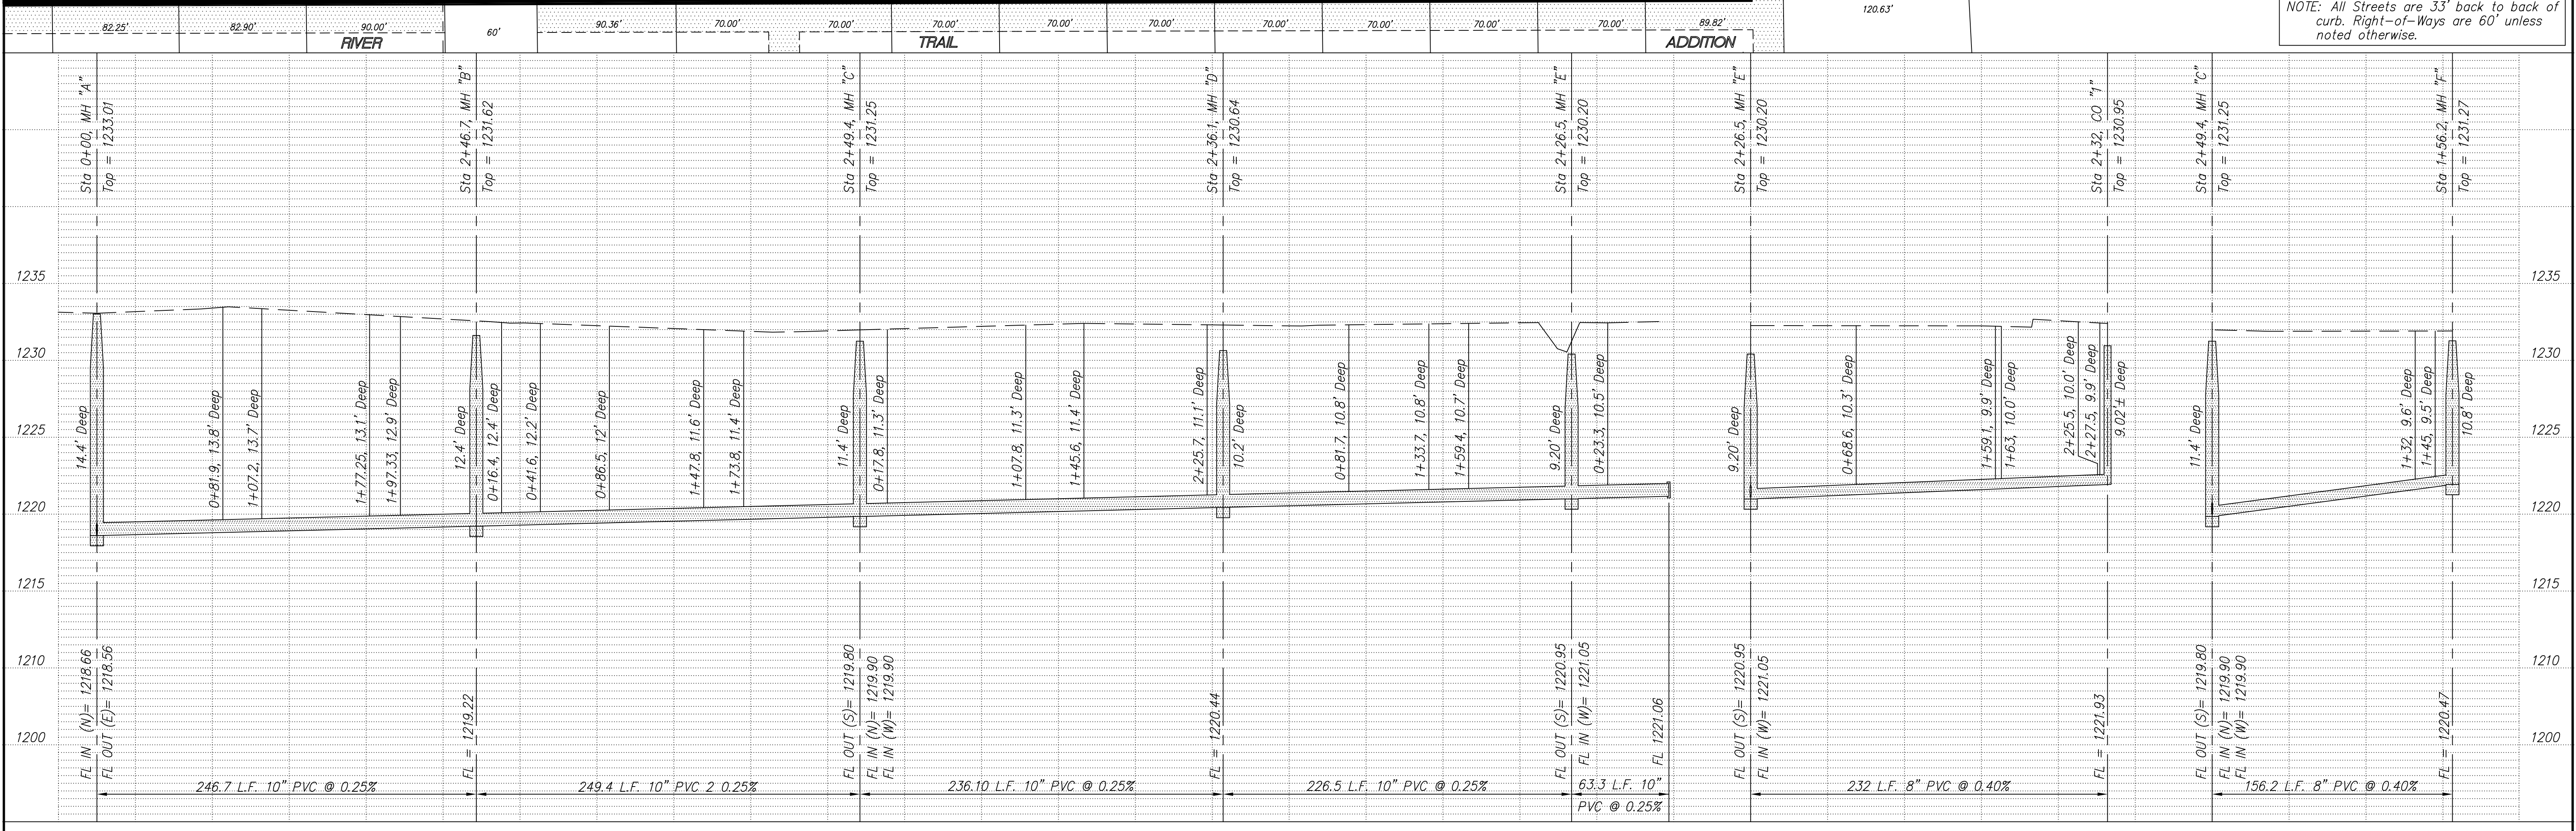 82.25'
82.90'
90.00'
60'
90.36'
70.00'
70.00'
70.00'
70.00'
70.00'
70.00'
70.00'
70.00'
70.00'
89.82'
120.63'
RIVER
TRAIL
ADDITION
NOTE: All Streets are 33' back to back of
curb. Right-of-Ways are 60' unless
noted otherwise.
Sta 0+00, MH "A"
Top = 1233.01
Sta 2+46.7, MH "B"
Top = 1231.62
Sta 2+49.4, MH "C"
Top = 1231.25
Sta 2+36.1, MH "D"
Top = 1230.64
Sta 2+26.5, MH "E"
Top = 1230.20
Sta 2+26.5, MH "E"
Top = 1230.20
Sta 2+32, CO "1"
Top = 1230.95
Sta 2+49.4, MH "C"
Top = 1231.25
Sta 1+56.2, MH "F"
Top = 1231.27
1235
1230
1225
1220
1215
1210
1200
14.4' Deep
0+81.9, 13.8' Deep
1+07.2, 13.7' Deep
1+77.25, 13.1' Deep
1+97.33, 12.9' Deep
12.4' Deep
0+16.4, 12.4' Deep
0+41.6, 12.2' Deep
0+86.5, 12' Deep
1+47.8, 11.6' Deep
1+73.8, 11.4' Deep
11.4' Deep
0+17.8, 11.3' Deep
1+07.8, 11.3' Deep
1+45.6, 11.4' Deep
2+25.7, 11.1' Deep
10.2' Deep
0+81.7, 10.8' Deep
1+33.7, 10.8' Deep
1+59.4, 10.7' Deep
9.20' Deep
0+23.3, 10.5' Deep
9.20' Deep
0+68.6, 10.3' Deep
1+59.1, 9.9' Deep
1+63, 10.0' Deep
2+25.5, 10.0' Deep
2+27.5, 9.9' Deep
9.02'± Deep
11.4' Deep
1+32, 9.6' Deep
1+45, 9.5' Deep
10.8' Deep
1235
1230
1225
1220
1215
1210
1200
FL IN (N)= 1218.66
FL OUT (E)= 1218.56
FL = 1219.22
FL OUT (S)= 1219.80
FL IN (N)= 1219.90
FL IN (W)= 1219.90
FL = 1220.44
FL OUT (S)= 1220.95
FL IN (W)= 1221.05
FL 1221.06
FL OUT (S)= 1220.95
FL IN (W)= 1221.05
FL = 1221.93
FL OUT (S)= 1219.80
FL IN (N)= 1219.90
FL IN (W)= 1219.90
FL = 1220.47
246.7 L.F. 10" PVC @ 0.25%
249.4 L.F. 10" PVC 2 0.25%
236.10 L.F. 10" PVC @ 0.25%
226.5 L.F. 10" PVC @ 0.25%
63.3 L.F. 10"
PVC @ 0.25%
232 L.F. 8" PVC @ 0.40%
156.2 L.F. 8" PVC @ 0.40%